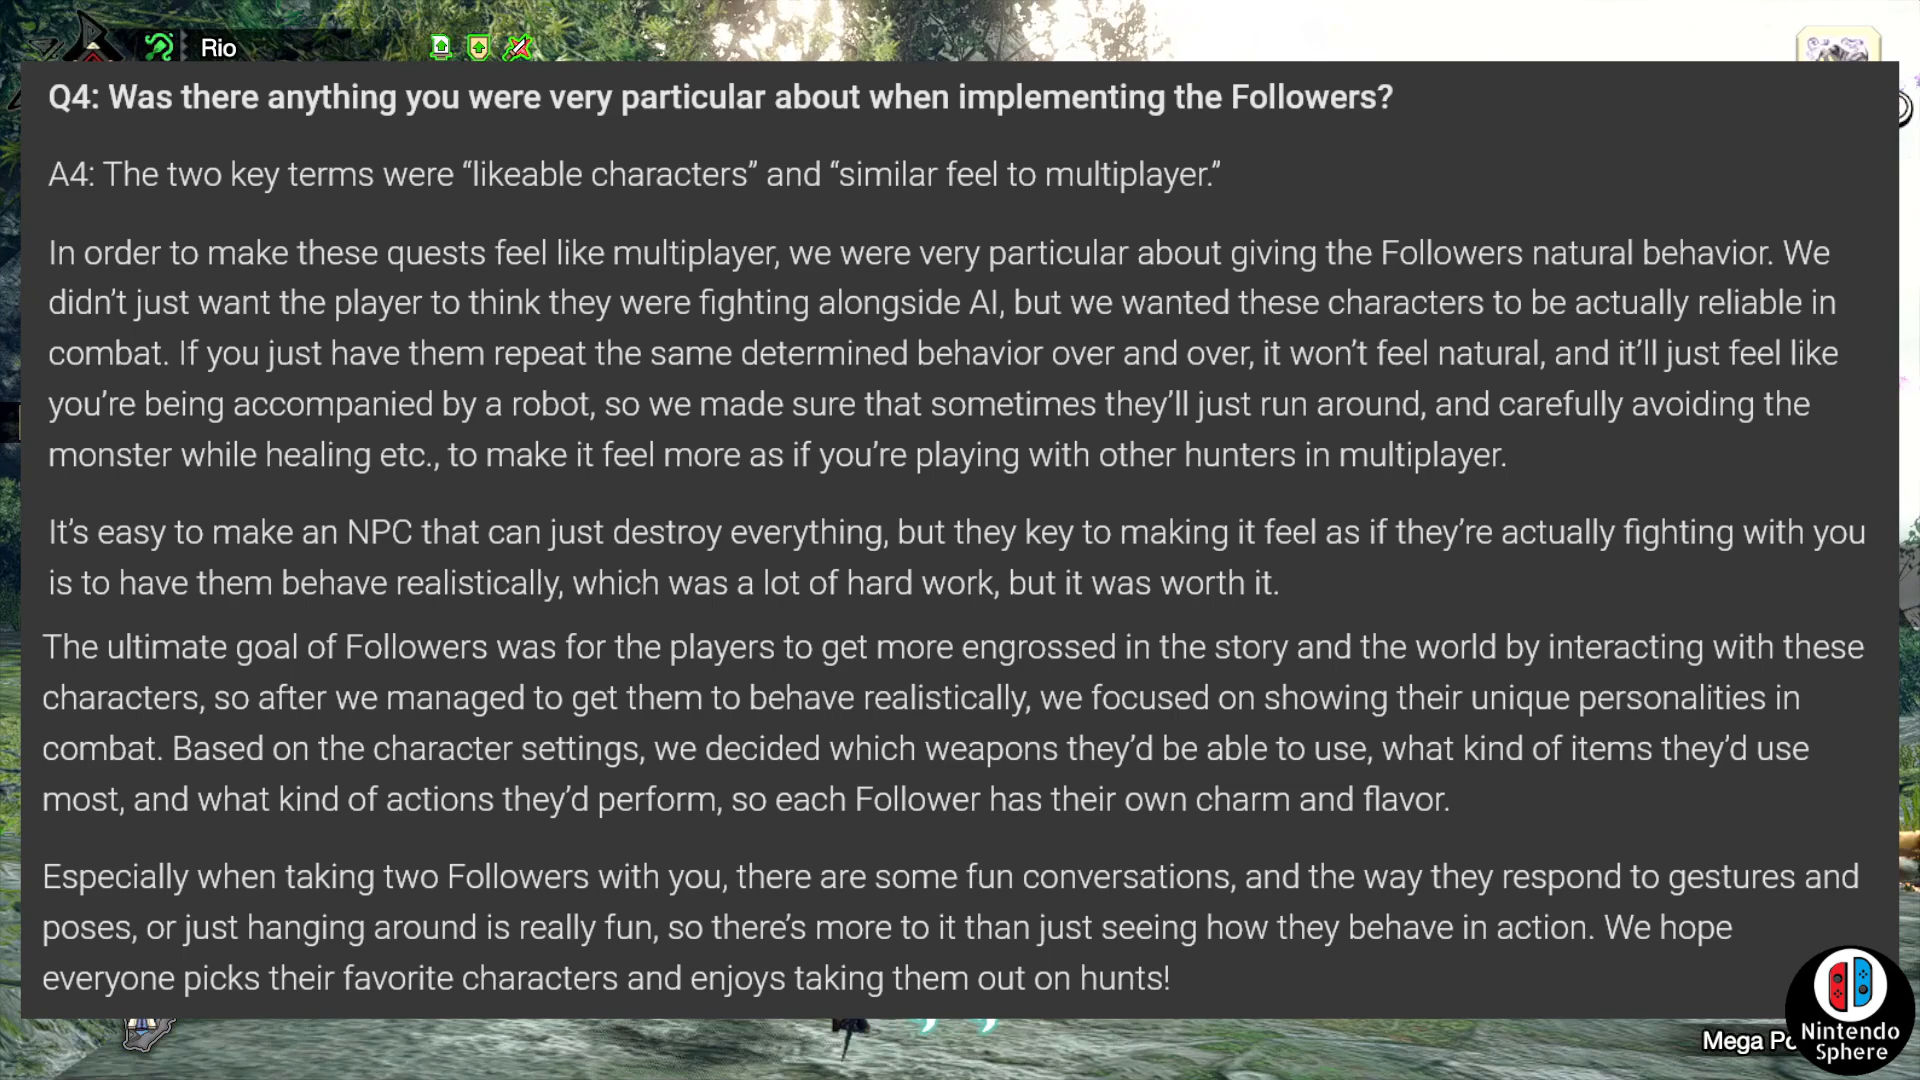 Rio
Q4: Was there anything you were very particular about when implementing the Followers?
A4: The two key terms were “likeable characters” and “similar feel to multiplayer.”
In order to make these quests feel like multiplayer, we were very particular about giving the Followers natural behavior. We
didn’t just want the player to think they were fighting alongside AI, but we wanted these characters to be actually reliable in
combat. If you just have them repeat the same determined behavior over and over, it won’t feel natural, and it’ll just feel like
you’re being accompanied by a robot, so we made sure that sometimes they’ll just run around, and carefully avoiding the
monster while healing etc., to make it feel more as if you’re playing with other hunters in multiplayer.
It’s easy to make an NPC that can just destroy everything, but they key to making it feel as if they’re actually fighting with you
is to have them behave realistically, which was a lot of hard work, but it was worth it.
The ultimate goal of Followers was for the players to get more engrossed in the story and the world by interacting with these
characters, so after we managed to get them to behave realistically, we focused on showing their unique personalities in
combat. Based on the character settings, we decided which weapons they’d be able to use, what kind of items they’d use
most, and what kind of actions they’d perform, so each Follower has their own charm and flavor.
Especially when taking two Followers with you, there are some fun conversations, and the way they respond to gestures and
poses, or just hanging around is really fun, so there’s more to it than just seeing how they behave in action. We hope
everyone picks their favorite characters and enjoys taking them out on hunts!
Mega
Nintendo
Sphere